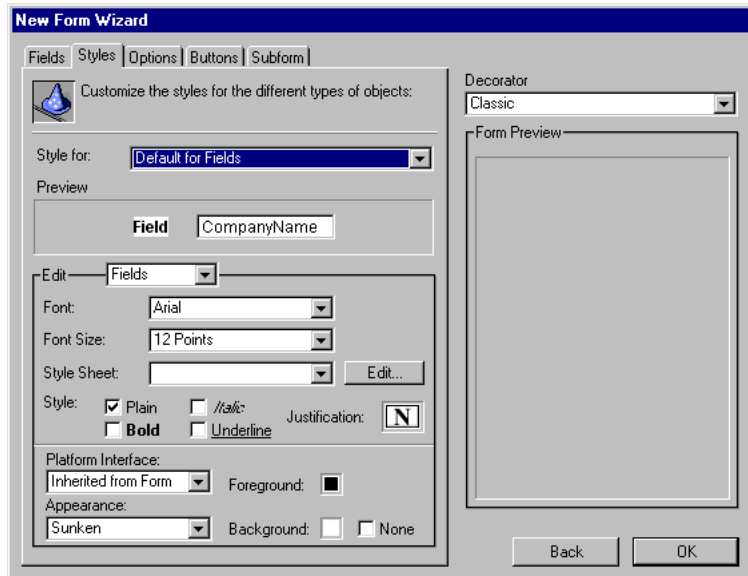 New Form Wizard
Fields Styles Options Buttons Subform
Customize the styles for the different types of objects:
Style for: Default for Fields
Preview
Field CompanyName
Edit Fields
Font: Arial
Font Size: 12 Points
Style Sheet: Edit...
Style: Plain Italic
Bold Underline
Justification: N
Platform Interface:
Inherited from Form
Foreground:
Appearance:
Sunken
Background: None
Decorator
Classic
Form Preview
Back OK